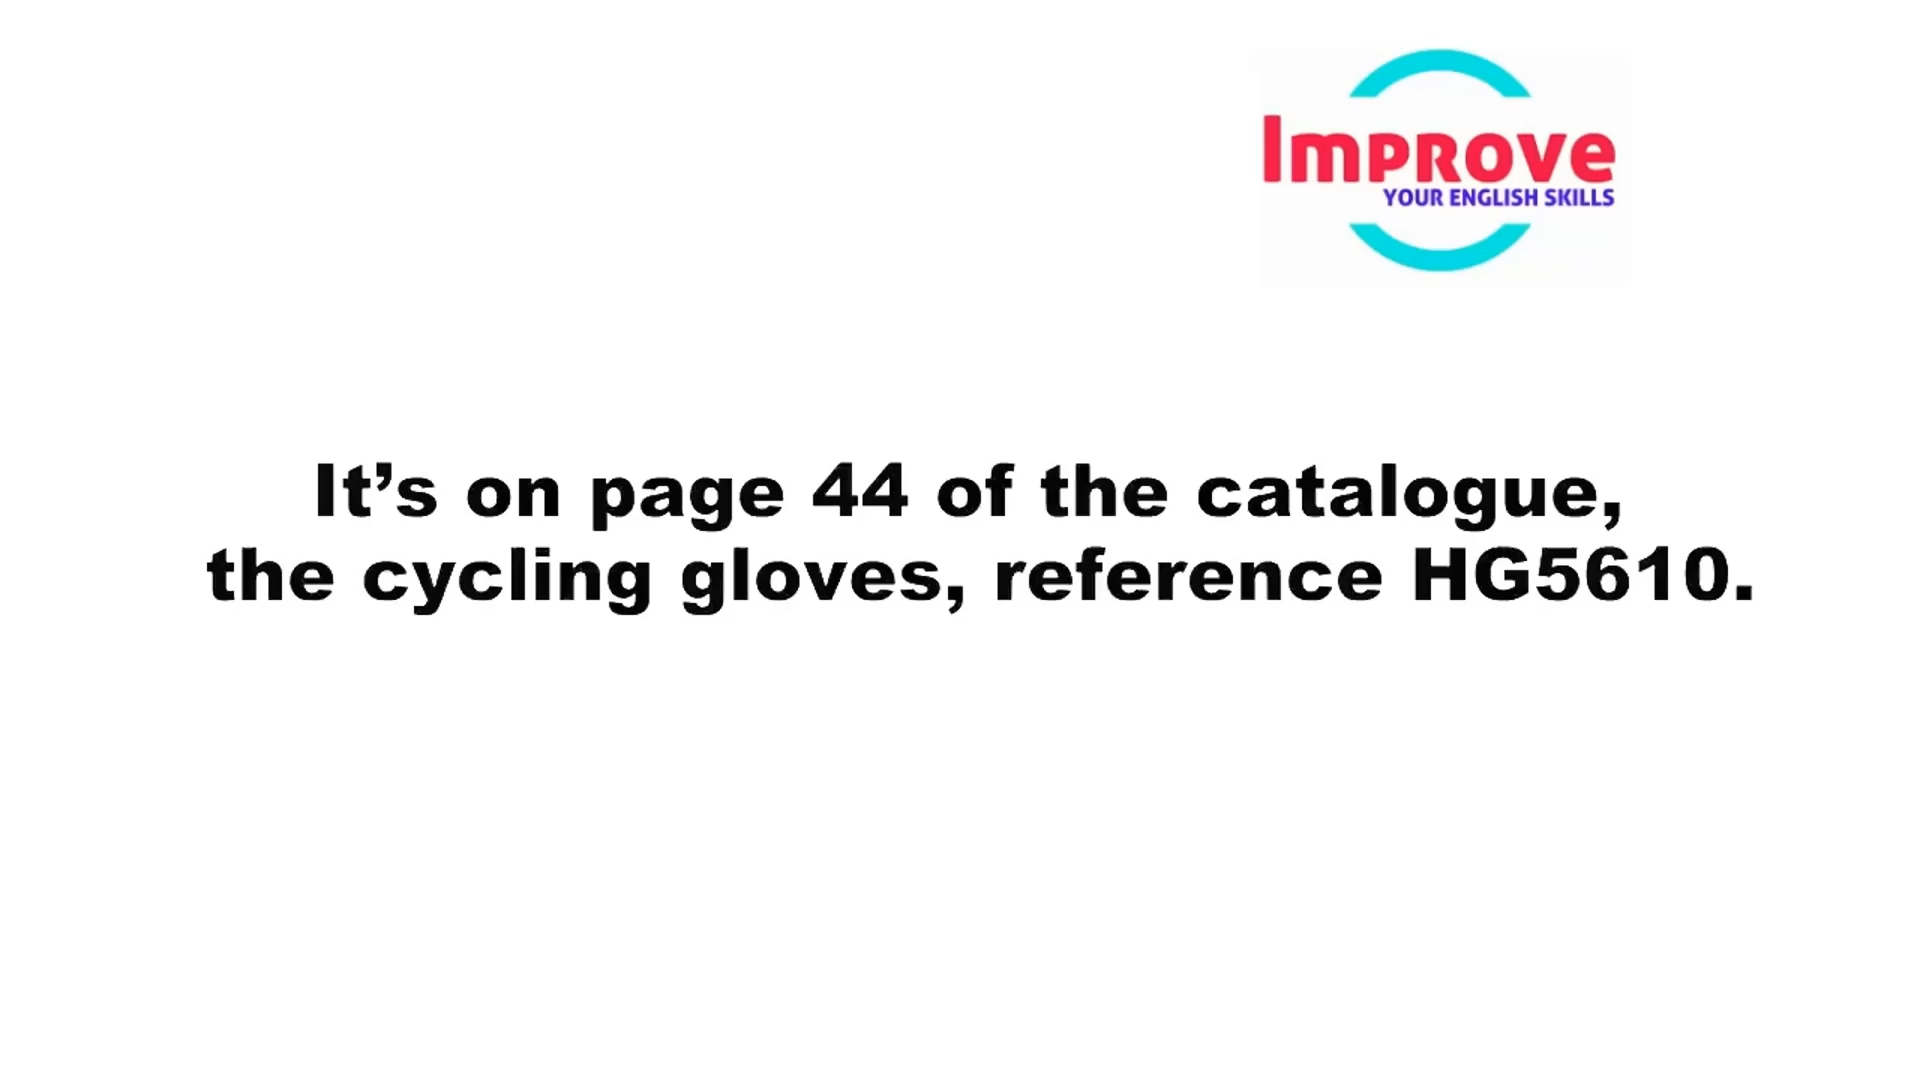 Improve
YOUR ENGLISH SKILLS
It’s on page 44 of the catalogue,
the cycling gloves, reference HG5610.